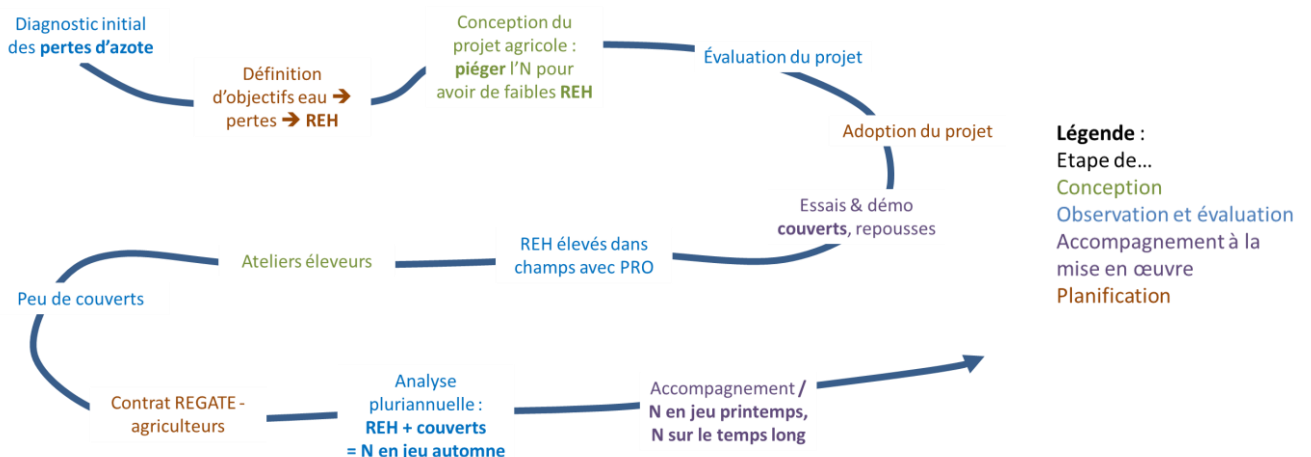 Diagnostic initial
des pertes d'azote
Définition
d'objectifs eau ➔
pertes ➔ REH
Conception du
projet agricole :
piéger l'N pour
avoir de faibles REH
Évaluation du projet
Adoption du projet
Essais & démo
couverts, repousses
REH élevés dans
champs avec PRO
Ateliers éleveurs
Peu de couverts
Contrat REGATE -
agriculteurs
Analyse
pluriannuelle :
REH + couverts
= N en jeu automne
Accompagnement /
N en jeu printemps,
N sur le temps long
Légende :
Etape de...
Conception
Observation et évaluation
Accompagnement à la
mise en œuvre
Planification